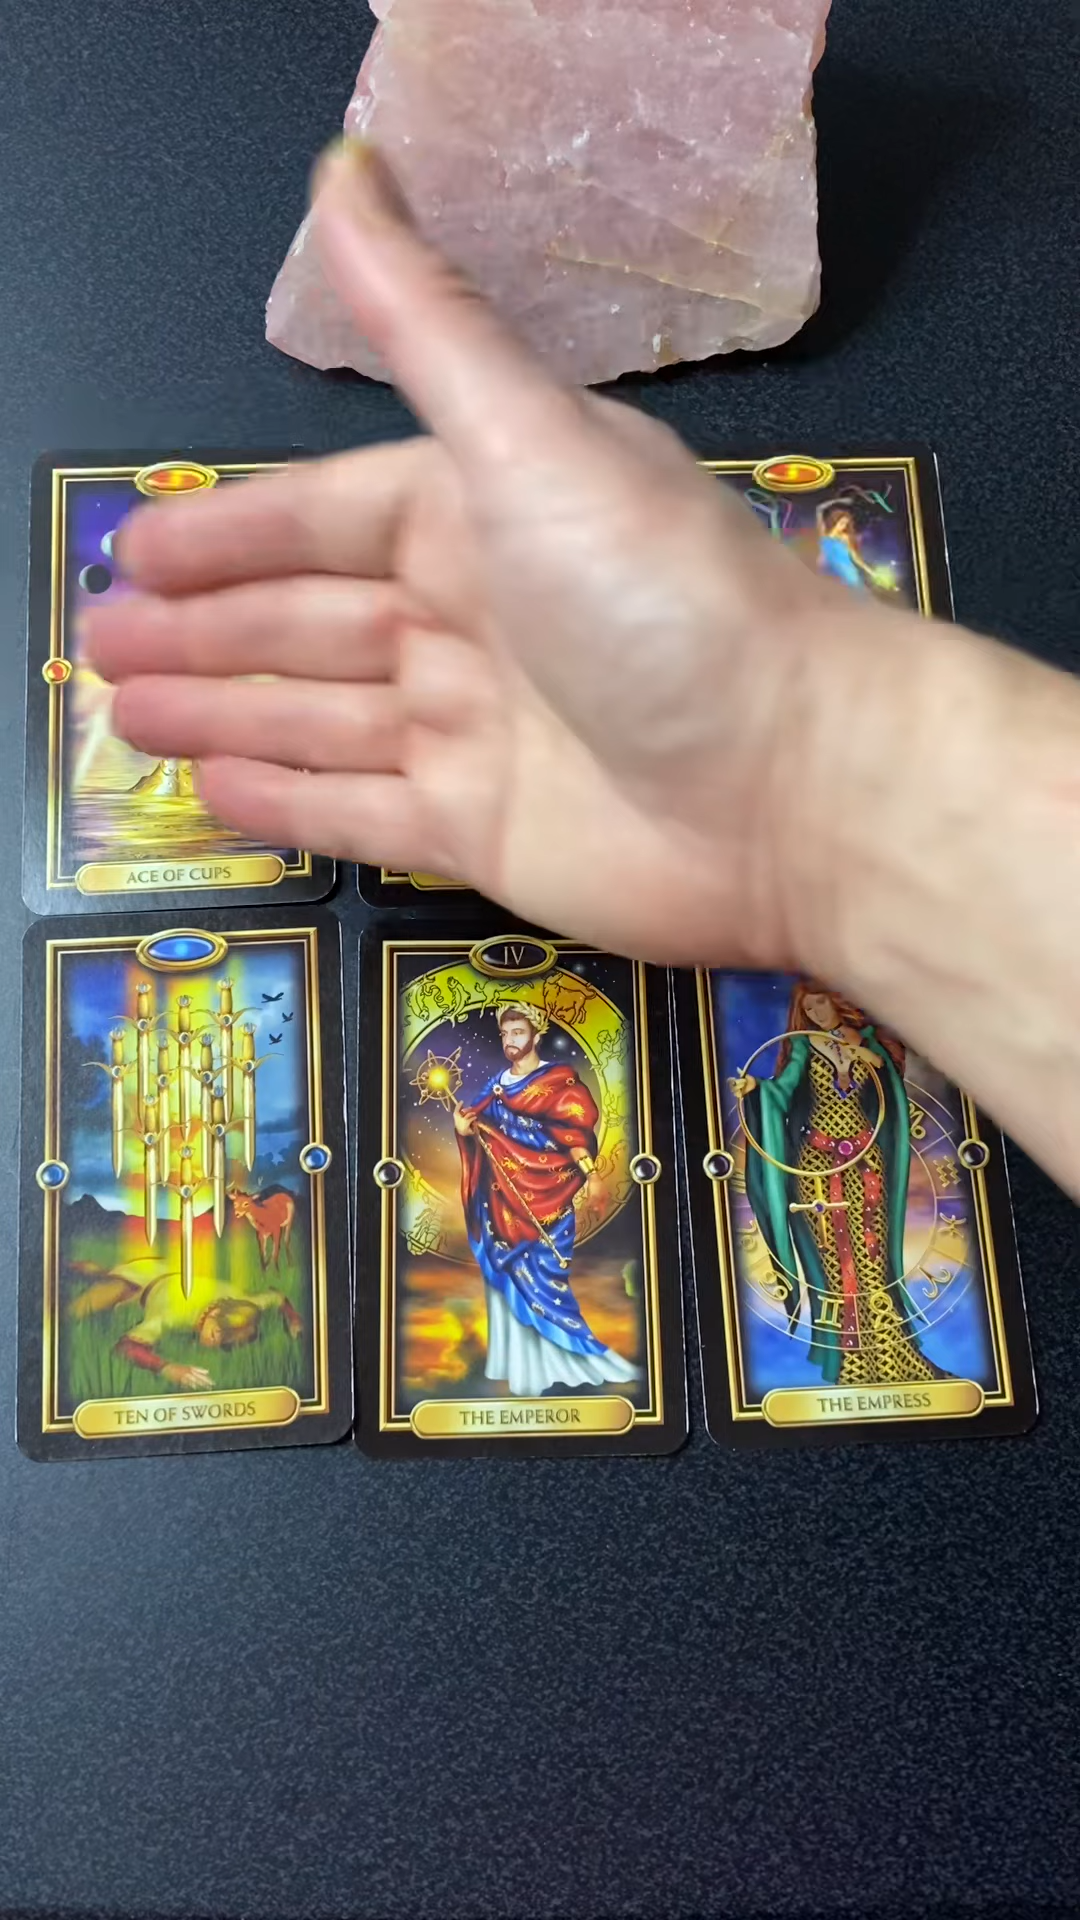 ACE OF CUPS
IV
TEN OF SWORDS
THE EMPEROR
THE EMPRESS